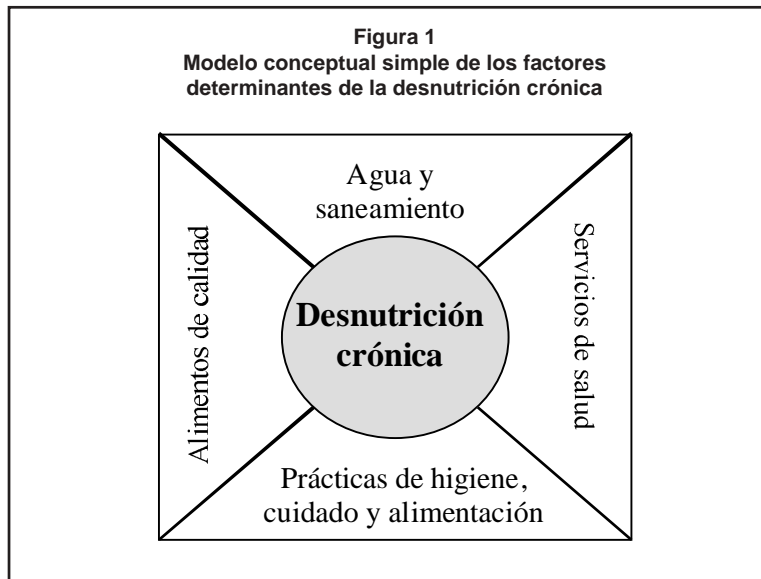 Figura 1
Modelo conceptual simple de los factores
determinantes de la desnutrición crónica
Agua y
saneamiento
Alimentos de calidad
Desnutrición
crónica
Servicios de salud
Prácticas de higiene,
cuidado y alimentación